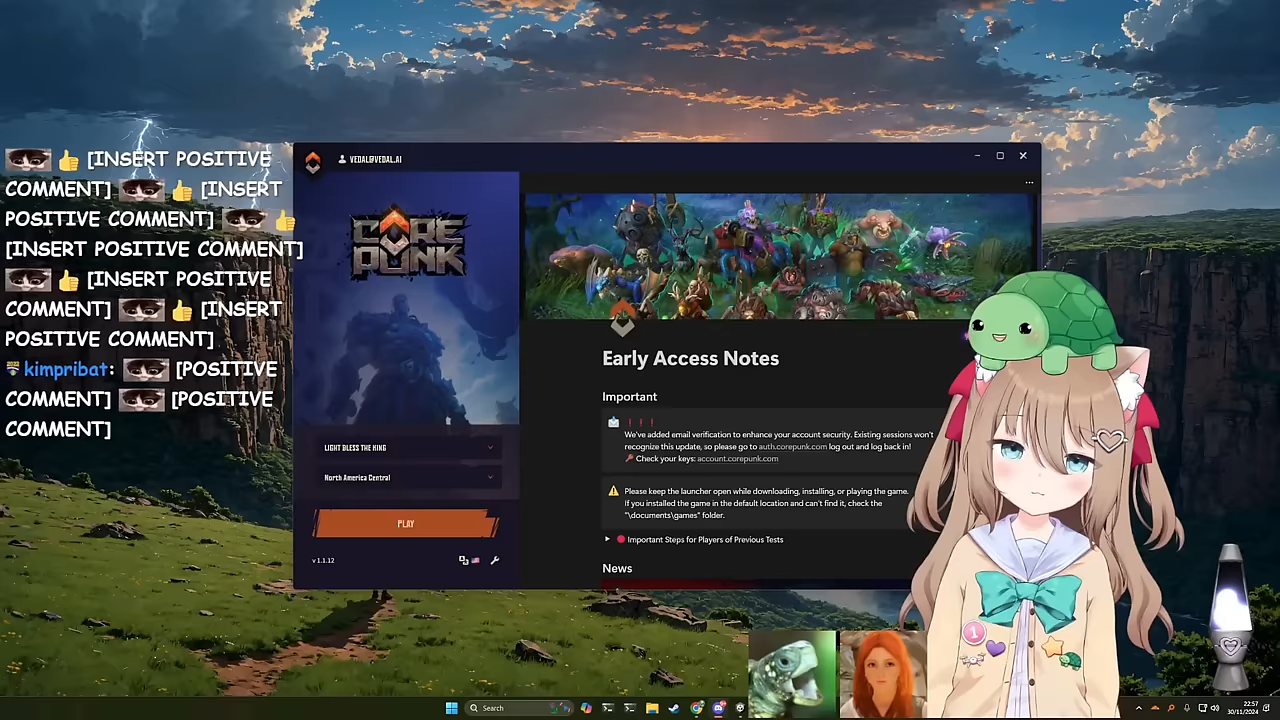 [INSERT POSITIVE
COMMENT] [INSERT
POSITIVE COMMENT]
[INSERT POSITIVE COMMENT]
[INSERT POSITIVE
COMMENT] [INSERT
POSITIVE COMMENT]
kimpribat: [POSITIVE
COMMENT] [POSITIVE
COMMENT]
VEDAL@VEDAL.AI
CORE
PUNK
LIGHT BLESS THE KING
North America Central
PLAY
v 1.1.12
Early Access Notes
Important
We've added email verification to enhance your account security. Existing sessions won't
recognize this update, so please go to auth.corepunk.com log out and log back in!
Check your keys: account.corepunk.com
Please keep the launcher open while downloading, installing, or playing the game.
If you installed the game in the default location and can't find it, check the
"\documents\games" folder.
Important Steps for Players of Previous Tests
News
1
Search
22:57
30/11/2024